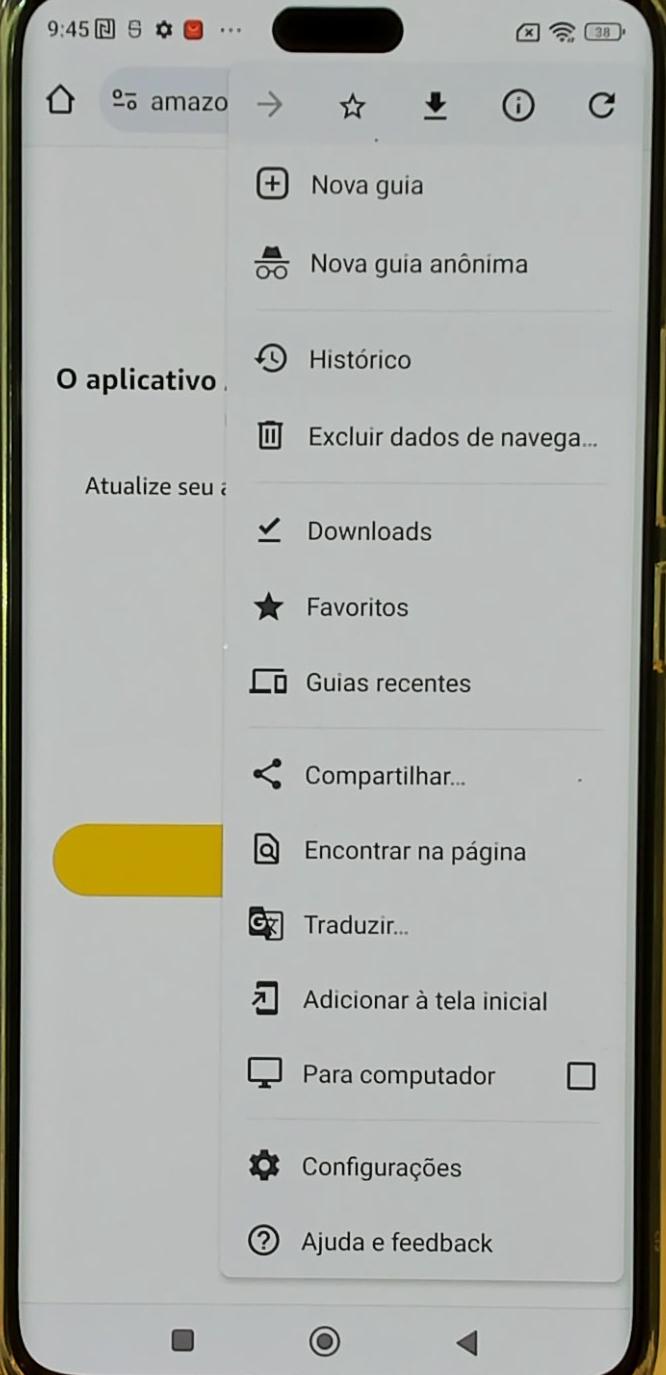 9:45
38
amazo
Nova guia
Nova guia anônima
O aplicativo
Histórico
Excluir dados de navega...
Atualize seu
Downloads
Favoritos
Guias recentes
Compartilhar...
Encontrar na página
Traduzir...
Adicionar à tela inicial
Para computador
Configurações
Ajuda e feedback